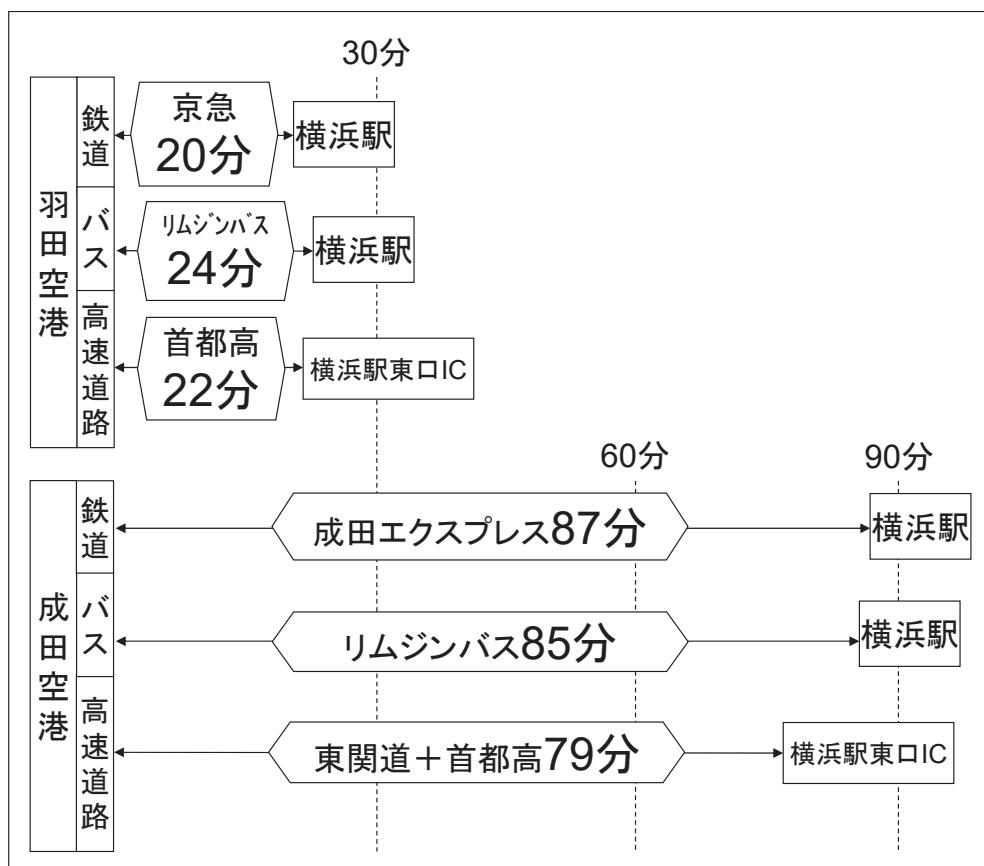 30分
羽田空港
鉄道
京急
20分
横浜駅
バス
ﾘﾑｼﾞﾝﾊﾞｽ
24分
横浜駅
高速道路
首都高
22分
横浜駅東口IC
60分
90分
成田空港
鉄道
成田エクスプレス87分
横浜駅
バス
リムジンバス85分
横浜駅
高速道路
東関道＋首都高79分
横浜駅東口IC